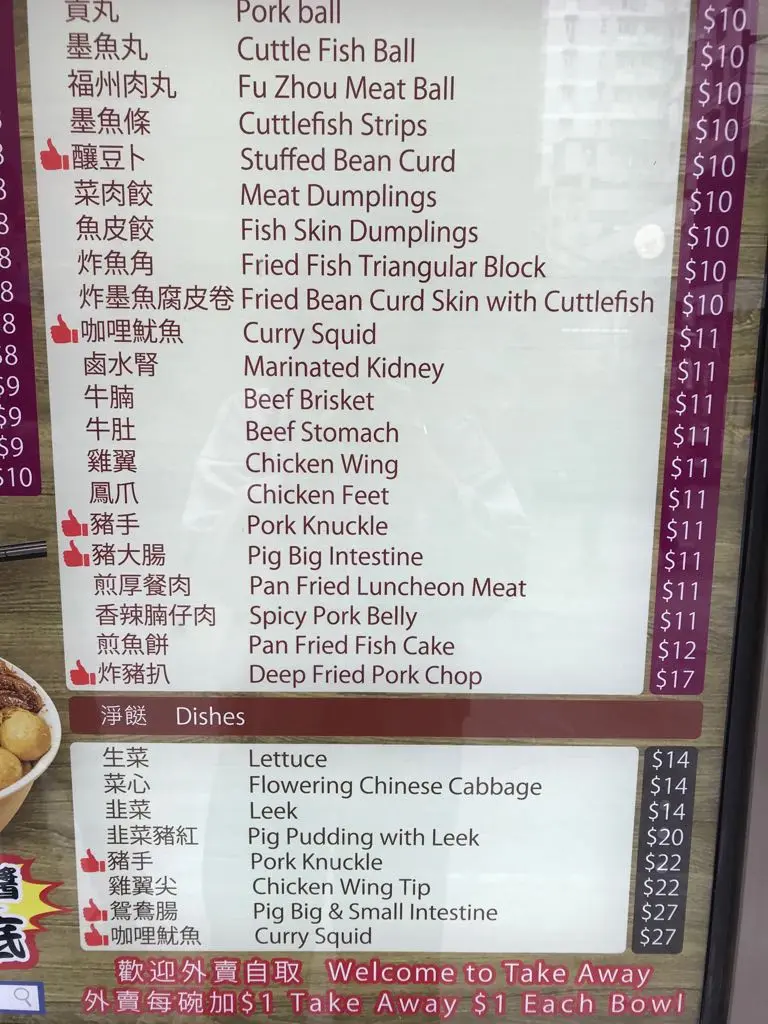 貢丸 Pork ball $10
墨魚丸 Cuttle Fish Ball $10
福州肉丸 Fu Zhou Meat Ball $10
墨魚條 Cuttlefish Strips $10
釀豆卜 Stuffed Bean Curd $10
菜肉餃 Meat Dumplings $10
魚皮餃 Fish Skin Dumplings $10
炸魚角 Fried Fish Triangular Block $10
炸墨魚腐皮卷 Fried Bean Curd Skin with Cuttlefish $10
咖哩魷魚 Curry Squid $11
鹵水腎 Marinated Kidney $11
牛腩 Beef Brisket $11
牛肚 Beef Stomach $11
雞翼 Chicken Wing $11
鳳爪 Chicken Feet $11
豬手 Pork Knuckle $11
豬大腸 Pig Big Intestine $11
煎厚餐肉 Pan Fried Luncheon Meat $11
香辣腩仔肉 Spicy Pork Belly $11
煎魚餅 Pan Fried Fish Cake $12
炸豬扒 Deep Fried Pork Chop $17
8
8
8
$8
$9
$9
$9
$10
淨餸 Dishes
生菜 Lettuce $14
菜心 Flowering Chinese Cabbage $14
韭菜 Leek $14
韭菜豬紅 Pig Pudding with Leek $20
豬手 Pork Knuckle $22
雞翼尖 Chicken Wing Tip $22
鴛鴦腸 Pig Big & Small Intestine $27
咖哩魷魚 Curry Squid $27
醬
底
歡迎外賣自取 Welcome to Take Away
外賣每碗加$1 Take Away $1 Each Bowl